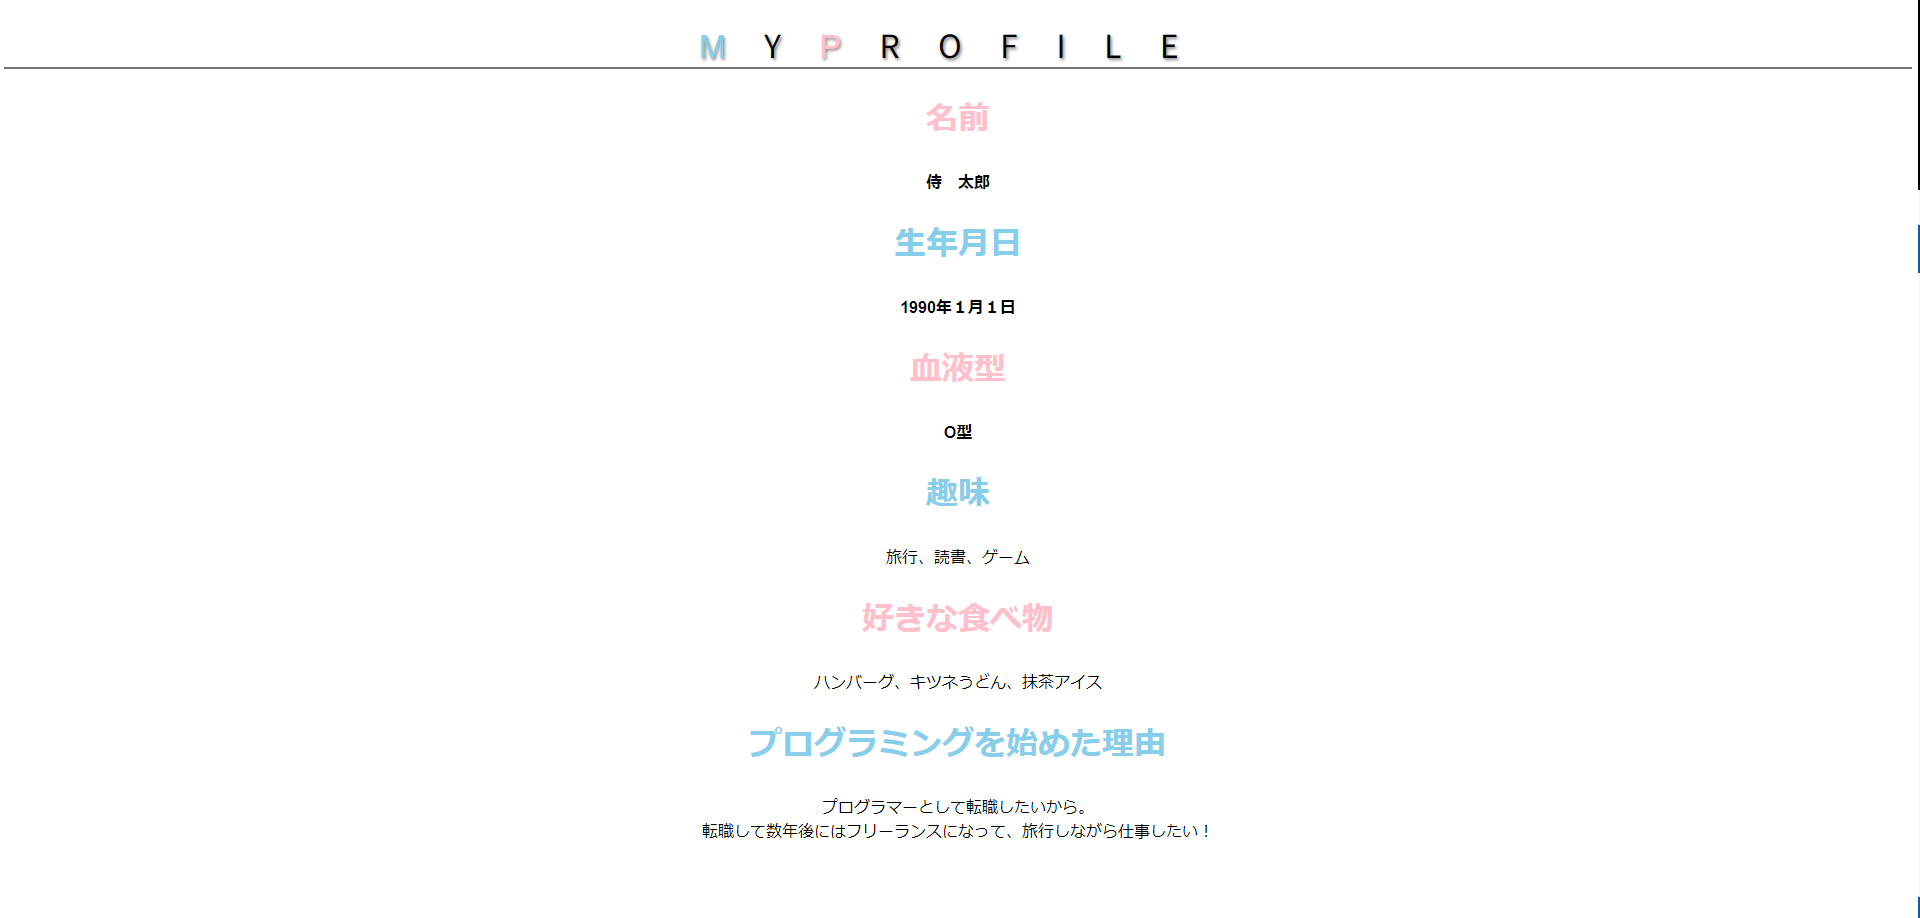 MY PROFILE
名前
侍　太郎
生年月日
1990年１月１日
血液型
O型
趣味
旅行、読書、ゲーム
好きな食べ物
ハンバーグ、キツネうどん、抹茶アイス
プログラミングを始めた理由
プログラマーとして転職したいから。
転職して数年後にはフリーランスになって、旅行しながら仕事したい！